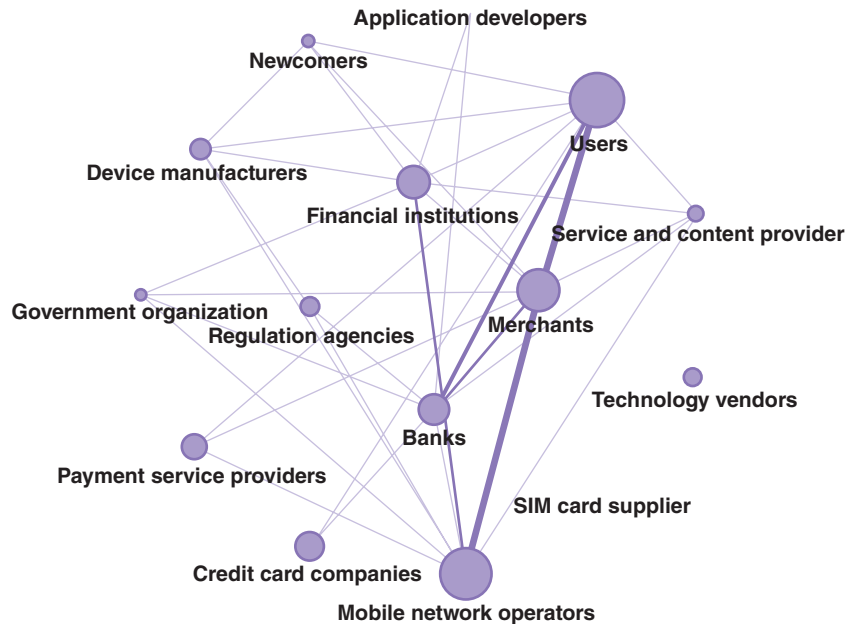 Application developers
Newcomers
Users
Device manufacturers
Financial institutions
Service and content provider
Government organization
Merchants
Regulation agencies
Technology vendors
Banks
Payment service providers
SIM card supplier
Credit card companies
Mobile network operators